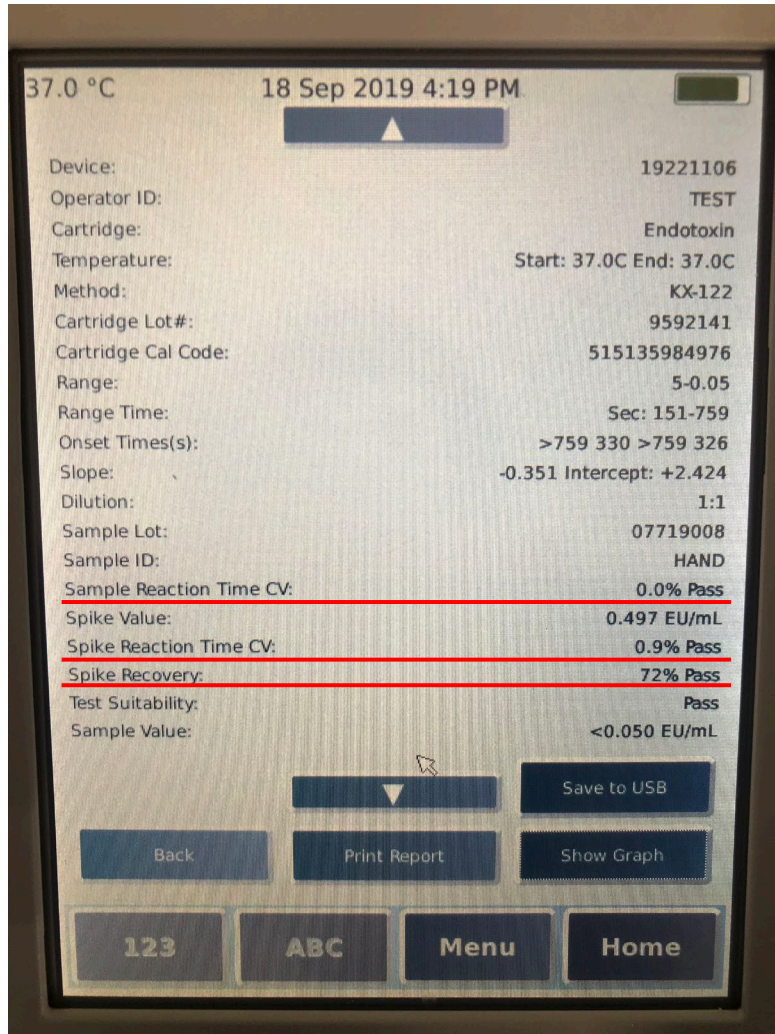 37.0 °C 18 Sep 2019 4:19 PM
Device: 19221106
Operator ID: TEST
Cartridge: Endotoxin
Temperature: Start: 37.0C End: 37.0C
Method: KX-122
Cartridge Lot#: 9592141
Cartridge Cal Code: 515135984976
Range: 5-0.05
Range Time: Sec: 151-759
Onset Times(s): >759 330 >759 326
Slope: -0.351 Intercept: +2.424
Dilution: 1:1
Sample Lot: 07719008
Sample ID: HAND
Sample Reaction Time CV: 0.0% Pass
Spike Value: 0.497 EU/mL
Spike Reaction Time CV: 0.9% Pass
Spike Recovery: 72% Pass
Test Suitability: Pass
Sample Value: <0.050 EU/mL
Save to USB
Back Print Report Show Graph
123 ABC Menu Home